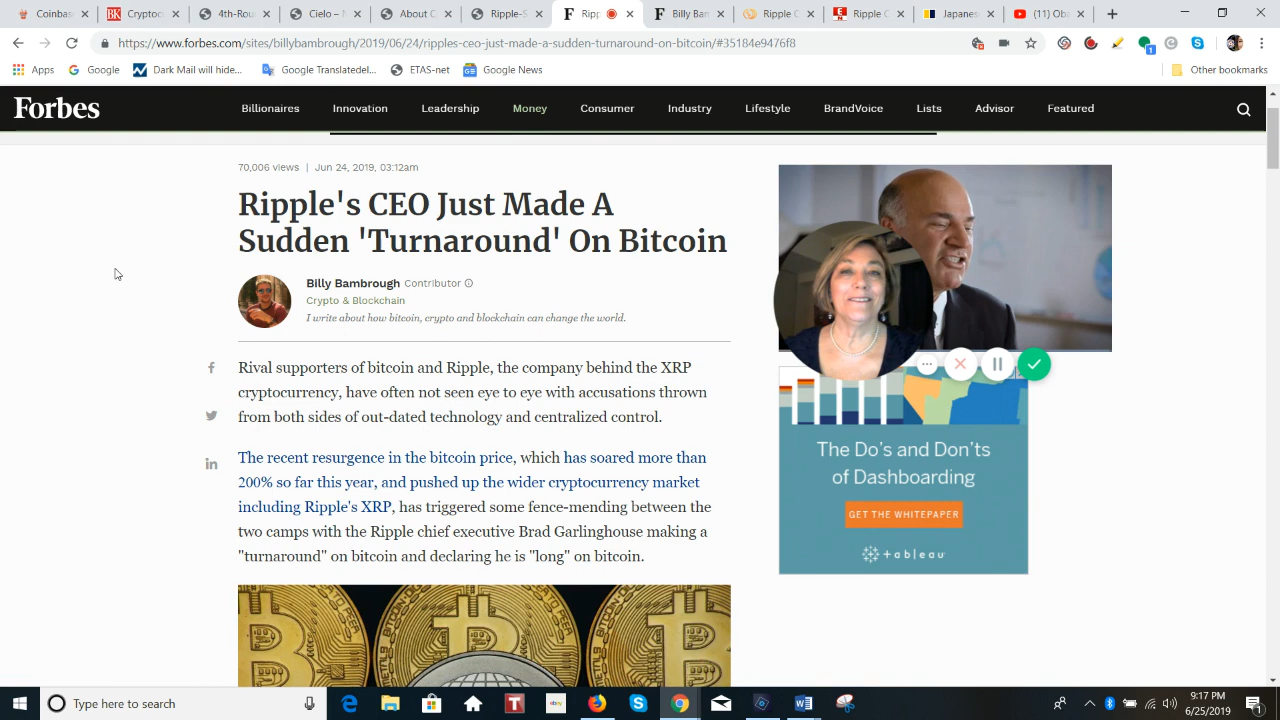 Coinbas
Cryptoc
4th-Rou
Cielo – N
About C
Ripple-S
Ripp
Billy Bam
Ripple C
Ripple C
Japanes
(11) Oba
https://www.forbes.com/sites/billybambrough/2019/06/24/ripples-ceo-just-made-a-sudden-turnaround-on-bitcoin/#35184e9476f8
Apps
Google
Dark Mail will hide...
Google Translatedel...
ETAS-net
Google News
Other bookmarks
Forbes
Billionaires
Innovation
Leadership
Money
Consumer
Industry
Lifestyle
BrandVoice
Lists
Advisor
Featured
70,006 views | Jun 24, 2019, 03:12am
Ripple's CEO Just Made A
Sudden 'Turnaround' On Bitcoin
Billy Bambrough Contributor
Crypto & Blockchain
I write about how bitcoin, crypto and blockchain can change the world.
Rival supporters of bitcoin and Ripple, the company behind the XRP
cryptocurrency, have often not seen eye to eye with accusations thrown
from both sides of out-dated technology and centralized control.
The recent resurgence in the bitcoin price, which has soared more than
200% so far this year, and pushed up the wider cryptocurrency market
including Ripple's XRP, has triggered some fence-mending between the
two camps with the Ripple chief executive Brad Garlinghouse making a
"turnaround" on bitcoin and declaring he is "long" on bitcoin.
The Do's and Don'ts
of Dashboarding
GET THE WHITEPAPER
+ableau
Type here to search
ebay
9:17 PM
6/25/2019